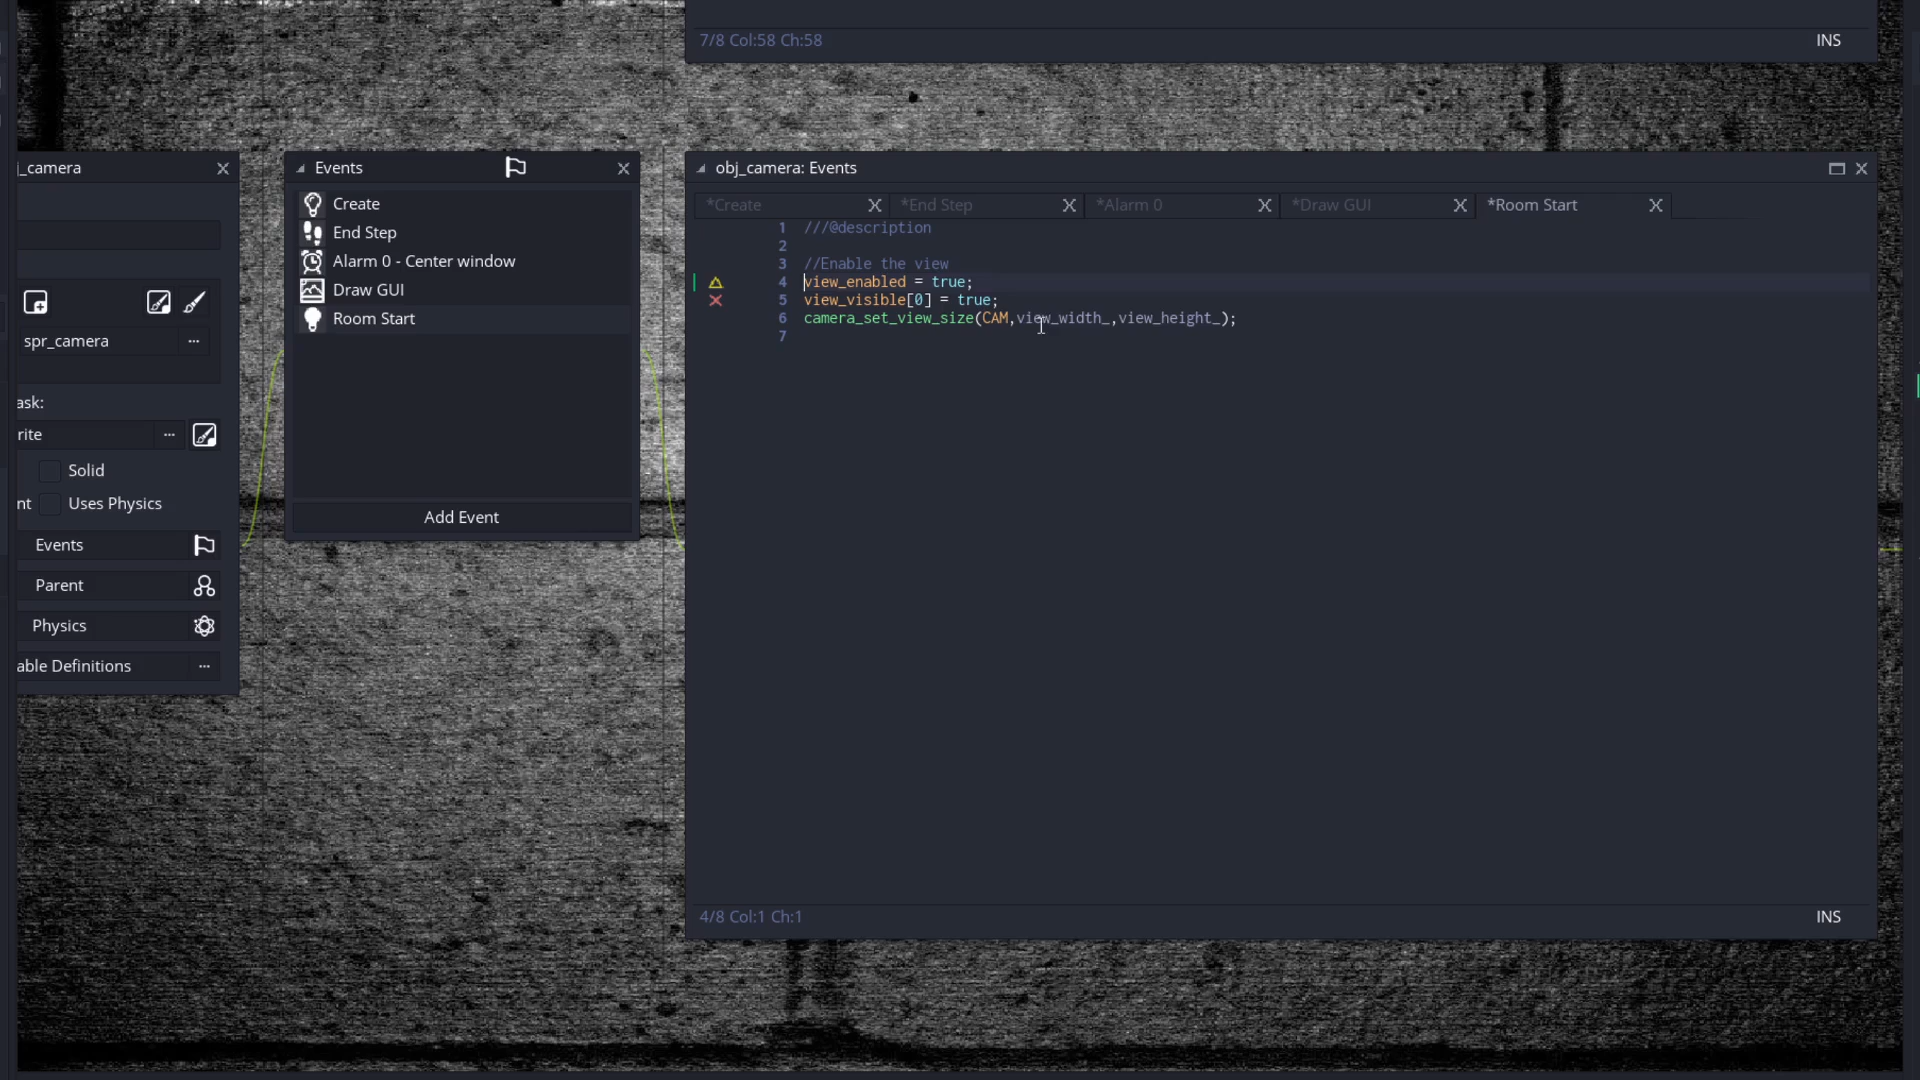 7/8 Col:58 Ch:58
INS
_camera
Events
obj_camera: Events
Create
End Step
Alarm 0 - Center window
Draw GUI
Room Start
Add Event
*Create
*End Step
*Alarm 0
*Draw GUI
*Room Start
1 ///@description
2
3 //Enable the view
4 view_enabled = true;
5 view_visible[0] = true;
6 camera_set_view_size(CAM,view_width_,view_height_);
7
spr_camera
ask:
rite
Solid
nt
Uses Physics
Events
Parent
Physics
able Definitions
4/8 Col:1 Ch:1
INS